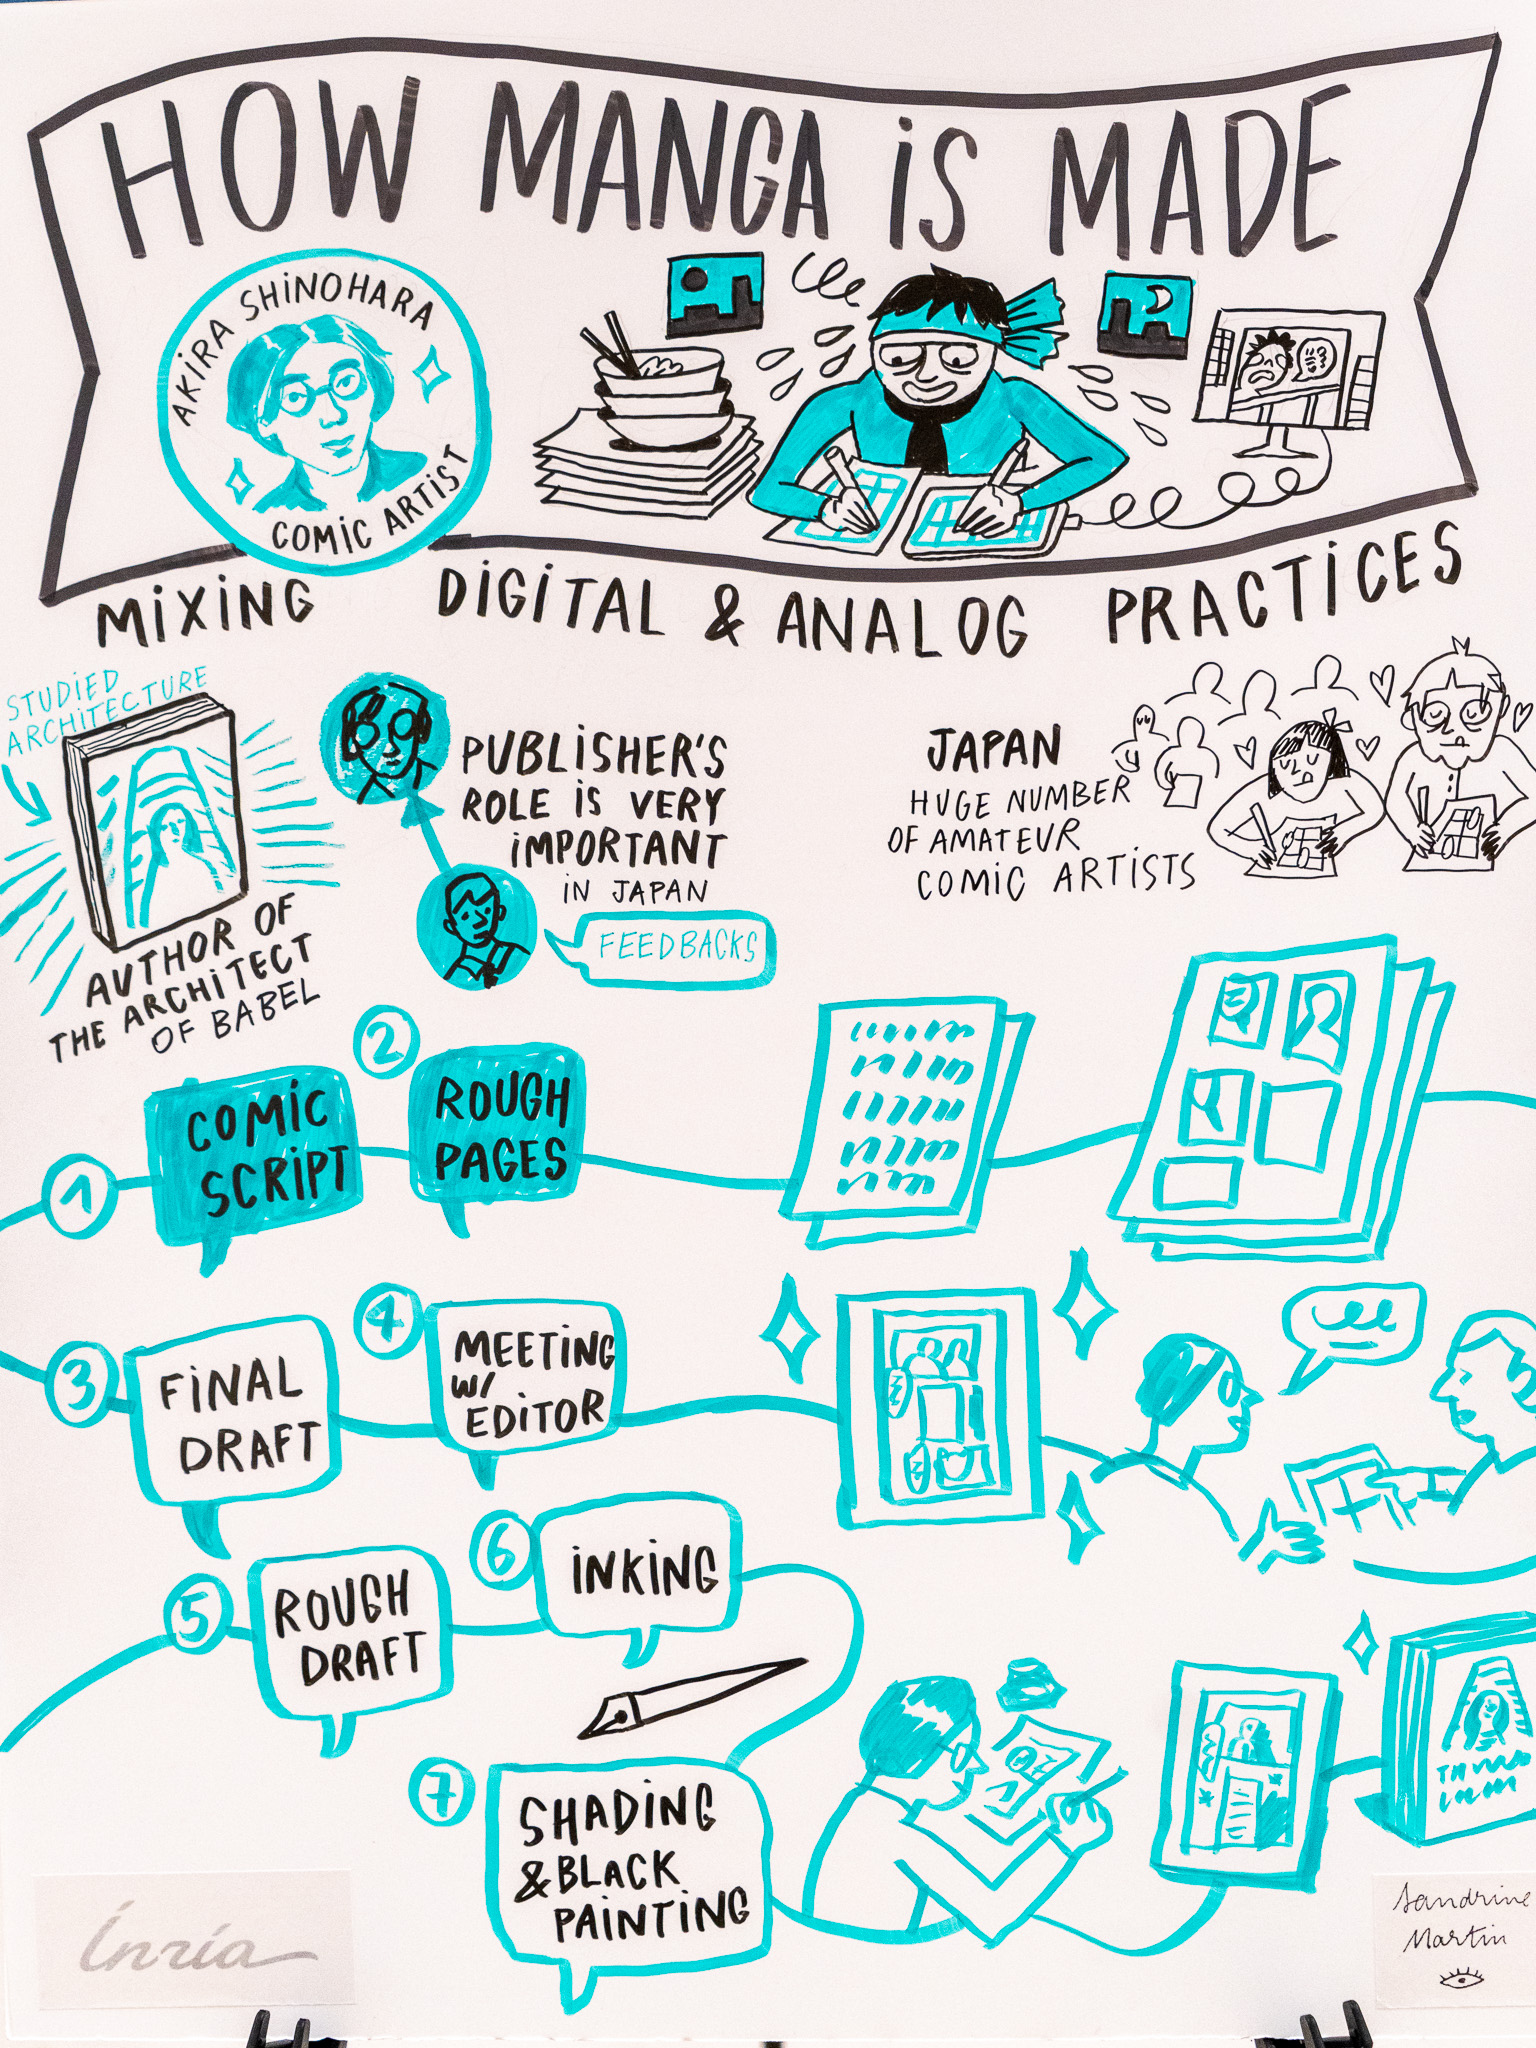 HOW MANGA iS MADE
AKiRA SHiNOHARA
COMiC ARTiST
MiXiNG DiGiTAL & ANALOG PRACTiCES
STUDiED
ARCHiTECTURE
AUTHOR OF
THE ARCHiTECT
OF BABEL
PUBLiSHER'S
ROLE iS VERY
iMPORTANT
iN JAPAN
FEEDBACKS
JAPAN
HUGE NUMBER
OF AMATEUR
COMiC ARTiSTS
1
COMiC
SCRiPT
2
ROUGH
PAGES
3
FiNAL
DRAFT
4
MEETiNG
W/
EDiTOR
5
ROUGH
DRAFT
6
iNKiNG
7
SHADiNG
& BLACK
PAiNTiNG
Inria
Sandrine
Martin